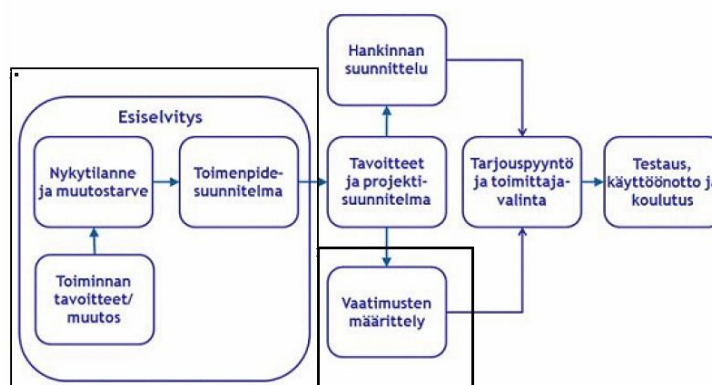 Esiselvitys
Nykytilanne
ja muutostarve
Toimenpide-
suunnitelma
Toiminnan
tavoitteet/
muutos
Hankinnan
suunnittelu
Tavoitteet
ja projekti-
suunnitelma
Vaatimusten
määrittely
Tarjouspyyntö
ja toimittaja-
valinta
Testaus,
käyttöönotto ja
koulutus